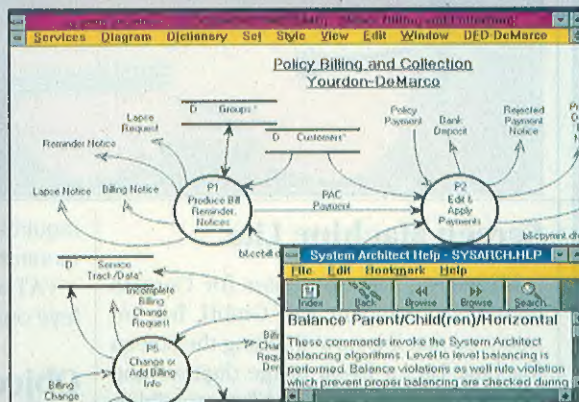 Services Diagram Dictionary Set Style View Edit Window DFD-DeMarco
Policy Billing and Collection
Yourdon-DeMarco
D Groups*
Lapse Request
Reminder Notice
D Customers*
Policy Payment
Bank Deposit
Rejected Payment Notice
Lapse Notice
Billing Notice
P1
Produce Bill
Reminder,
Notices
PAC
Payment
P2
Edit &
Apply
Payments
D Service
Track/Data*
Incomplete
Billing
Change
Request
P5
Change or
Add Billing
Info
Billing
Change
System Architect Help - SYSARCH.HLP
File Edit Bookmark Help
Index Back Browse Browse Search
Balance Parent/Child(ren)/Horizontal
These commands invoke the System Architect
balancing algorithms. Level to level balancing is
performed. Balance violations as well rule violation
which prevent proper balancing are checked during